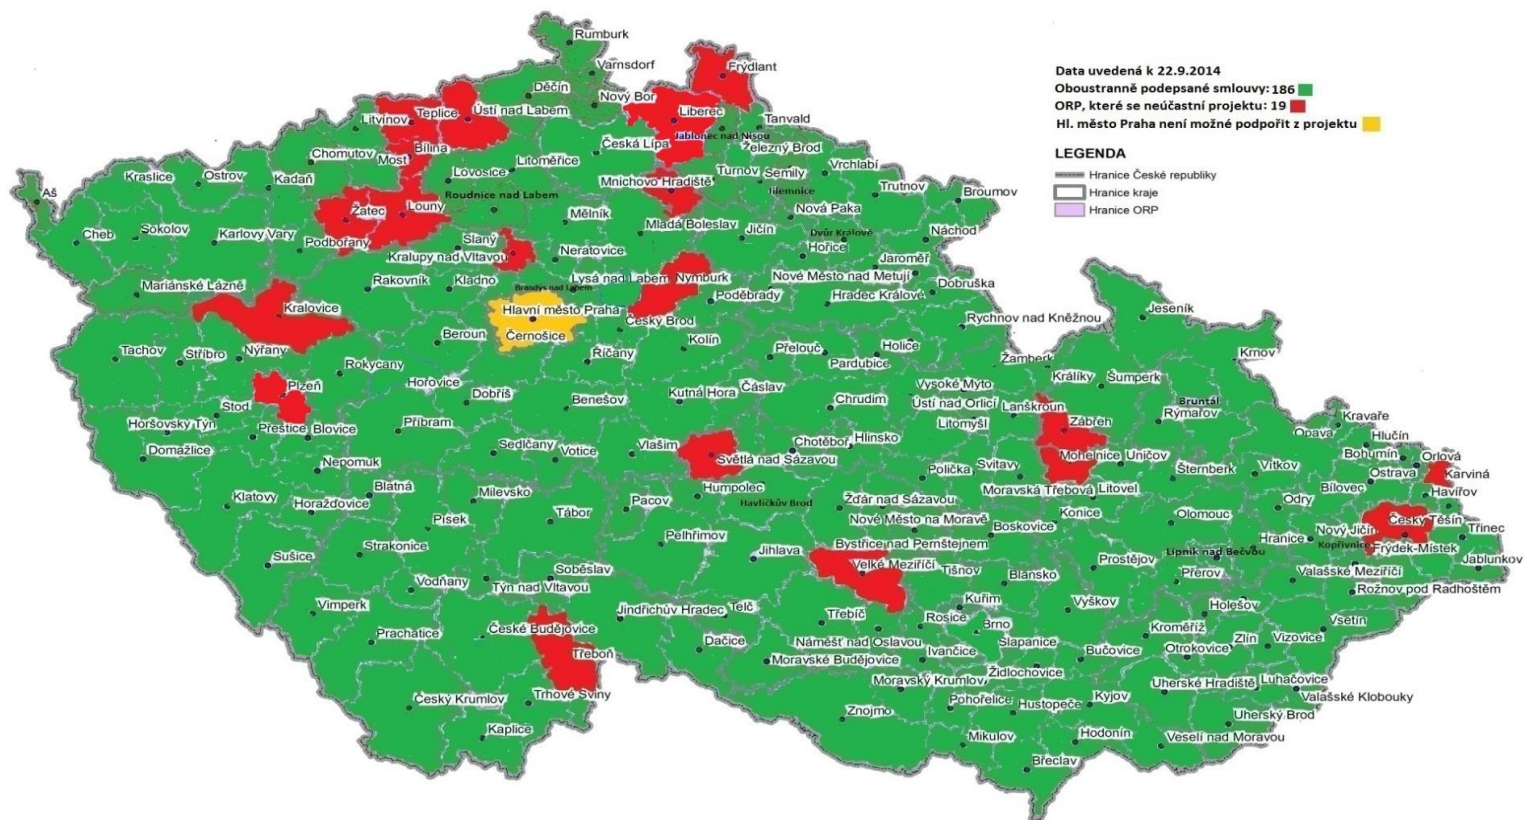 Data uvedená k 22.9.2014
Oboustranně podepsané smlouvy: 186
ORP, které se neúčastní projektu: 19
Hl. město Praha není možné podpořit z projektu
LEGENDA
Hranice České republiky
Hranice kraje
Hranice ORP
Rumburk
Varnsdorf
Děčín
Nový Bor
Frýdlant
Liberec
Tanvald
Jablonec nad Nisou
Železný Brod
Litvínov
Teplice
Ústí nad Labem
Bílina
Most
Chomutov
Litoměřice
Lovosice
Česká Lípa
Mnichovo Hradiště
Turnov
Semily
Jilemnice
Vrchlabí
Trutnov
Broumov
Aš
Kraslice
Ostrov
Kadaň
Roudnice nad Labem
Nová Paka
Žatec
Louny
Mělník
Mladá Boleslav
Jičín
Dvůr Králové
Hořice
Náchod
Cheb
Sokolov
Karlovy Vary
Podbořany
Slaný
Kralupy nad Vltavou
Neratovice
Jaroměř
Mariánské Lázně
Rakovník
Kladno
Brandýs nad Labem
Lysá nad Labem
Nymburk
Nové Město nad Metují
Dobruška
Poděbrady
Hradec Králové
Kralovice
Hlavní město Praha
Český Brod
Rychnov nad Kněžnou
Jeseník
Beroun
Černošice
Kolín
Tachov
Stříbro
Nýřany
Rokycany
Říčany
Přelouč
Pardubice
Holice
Žamberk
Krnov
Plzeň
Hořovice
Dobříš
Benešov
Kutná Hora
Čáslav
Chrudim
Vysoké Mýto
Králíky
Šumperk
Stod
Ústí nad Orlicí
Lanškroun
Bruntál
Rýmařov
Kravaře
Horšovský Týn
Přeštice
Blovice
Příbram
Litomyšl
Zábřeh
Opava
Hlučín
Domažlice
Sedlčany
Votice
Vlašim
Světlá nad Sázavou
Chotěboř
Hlinsko
Mohelnice
Uničov
Bohumín
Orlová
Nepomuk
Polička
Svitavy
Šternberk
Vítkov
Ostrava
Karviná
Klatovy
Horažďovice
Blatná
Milevsko
Humpolec
Moravská Třebová
Litovel
Bílovec
Havířov
Pacov
Havlíčkův Brod
Žďár nad Sázavou
Odry
Písek
Tábor
Nové Město na Moravě
Boskovice
Konice
Olomouc
Český Těšín
Nový Jičín
Třinec
Sušice
Strakonice
Pelhřimov
Jihlava
Bystřice nad Pernštejnem
Hranice
Kopřivnice
Frýdek-Místek
Lipník nad Bečvou
Prostějov
Jablunkov
Vodňany
Soběslav
Týn nad Vltavou
Velké Meziříčí
Tišnov
Blansko
Přerov
Valašské Meziříčí
Rožnov pod Radhoštěm
Vimperk
Jindřichův Hradec
Telč
Třebíč
Kuřim
Vyškov
Holešov
Prachatice
České Budějovice
Dačice
Náměšť nad Oslavou
Rosice
Brno
Slapanice
Kroměříž
Zlín
Vizovice
Vsetín
Třeboň
Moravské Budějovice
Ivančice
Bučovice
Otrokovice
Židlochovice
Český Krumlov
Trhové Sviny
Moravský Krumlov
Uherské Hradiště
Luhačovice
Valašské Klobouky
Znojmo
Pohořelice
Hustopeče
Kyjov
Uherský Brod
Kaplice
Mikulov
Hodonín
Veselí nad Moravou
Břeclav